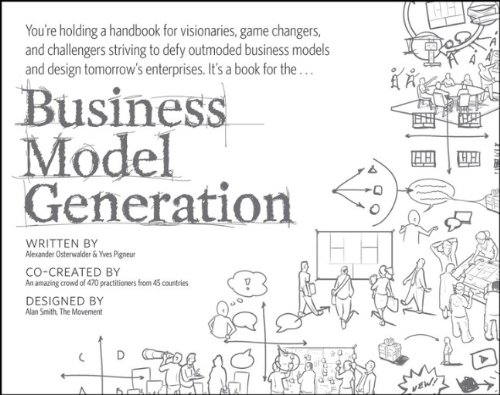 You're holding a handbook for visionaries, game changers,
and challengers striving to defy outmoded business models
and design tomorrow's enterprises. It's a book for the . . .
Business
Model
Generation
WRITTEN BY
Alexander Osterwalder & Yves Pigneur
CO-CREATED BY
An amazing crowd of 470 practitioners from 45 countries
DESIGNED BY
Alan Smith, The Movement
C D
NEW!